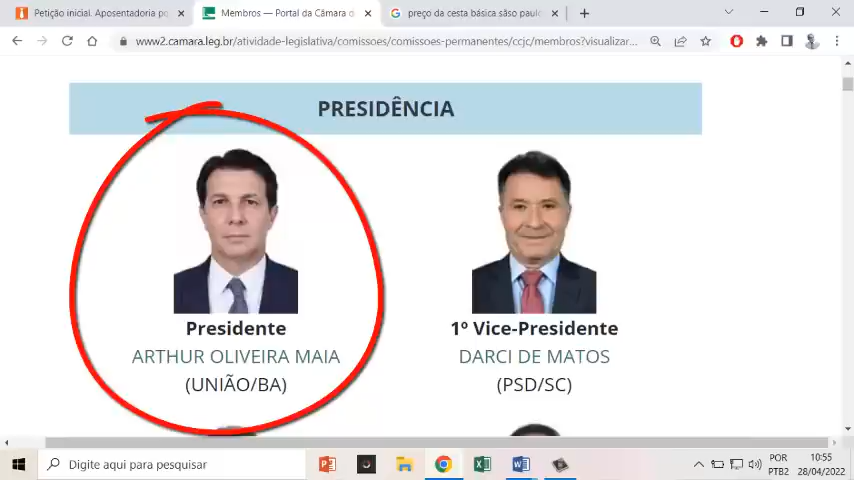 Petição inicial. Aposentadoria po
Membros — Portal da Câmara d
preço da cesta básica sãso paulo
www2.camara.leg.br/atividade-legislativa/comissoes/comissoes-permanentes/ccjc/membros?visualizar...
PRESIDÊNCIA
Presidente
ARTHUR OLIVEIRA MAIA
(UNIÃO/BA)
1º Vice-Presidente
DARCI DE MATOS
(PSD/SC)
Digite aqui para pesquisar
POR
PTB2
10:55
28/04/2022